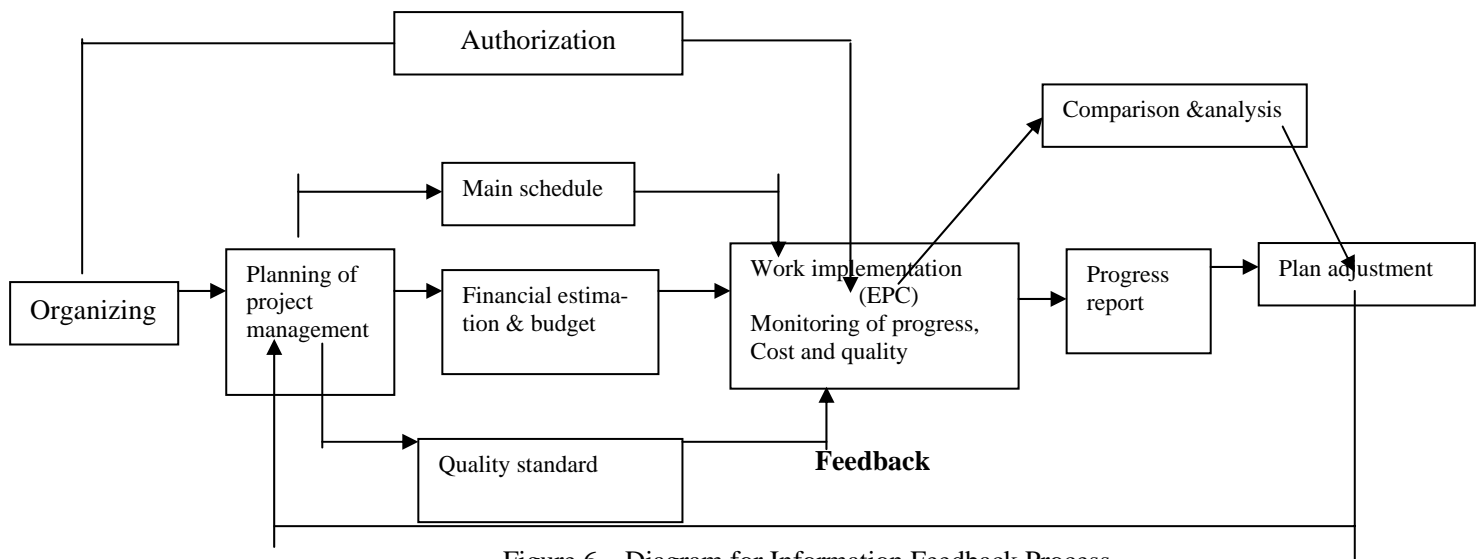 Authorization
Comparison &analysis
Main schedule
Organizing
Planning of
project
management
Financial estima-
tion & budget
Work implementation
(EPC)
Monitoring of progress,
Cost and quality
Progress
report
Plan adjustment
Quality standard
Feedback
Figure 6 Diagram for Information Feedback Process